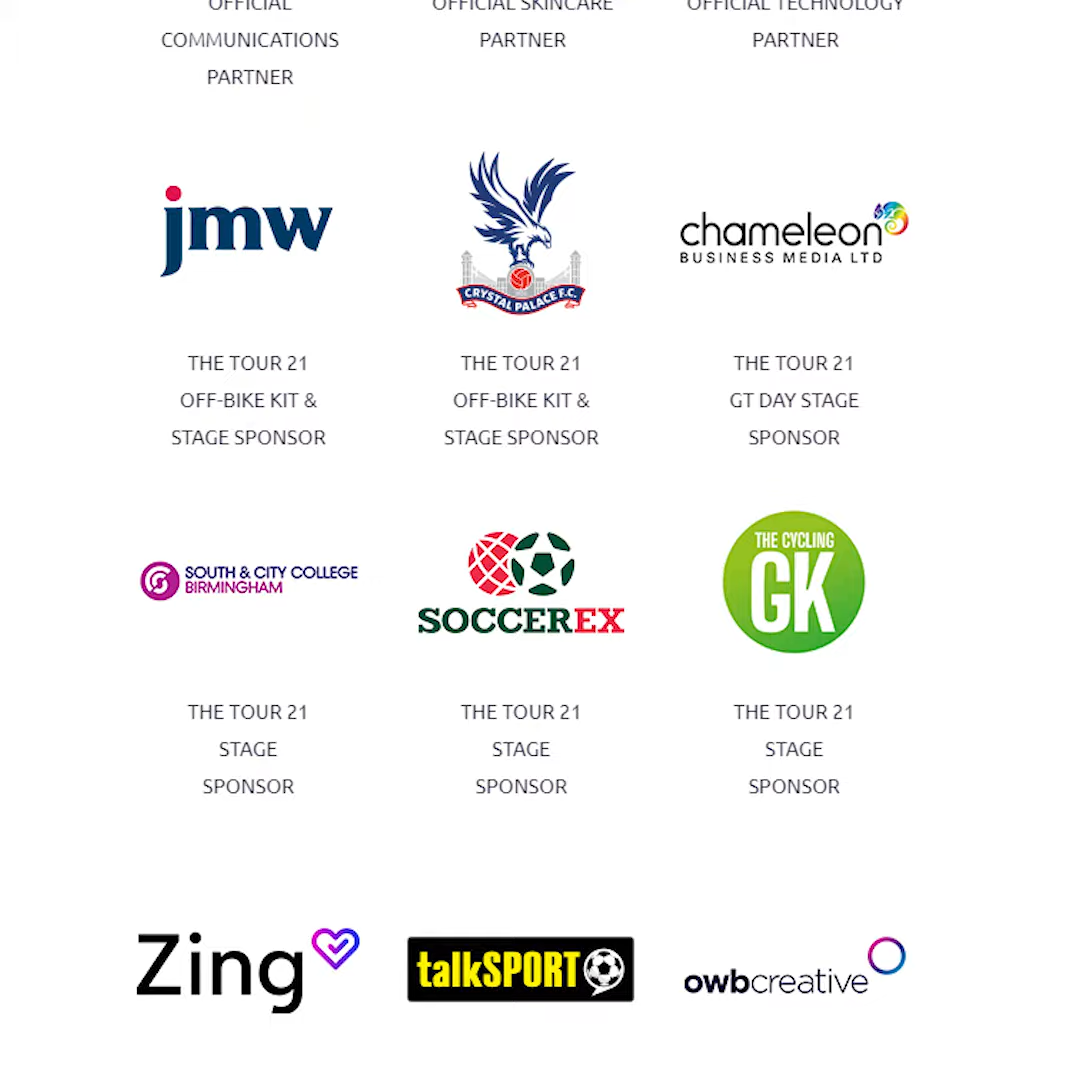 OFFICIAL
COMMUNICATIONS
PARTNER
OFFICIAL SKINCARE
PARTNER
OFFICIAL TECHNOLOGY
PARTNER
jmw
CRYSTAL PALACE F.C.
chameleon
BUSINESS MEDIA LTD
THE TOUR 21
OFF-BIKE KIT &
STAGE SPONSOR
THE TOUR 21
OFF-BIKE KIT &
STAGE SPONSOR
THE TOUR 21
GT DAY STAGE
SPONSOR
SOUTH & CITY COLLEGE
BIRMINGHAM
SOCCEREX
THE CYCLING
GK
THE TOUR 21
STAGE
SPONSOR
THE TOUR 21
STAGE
SPONSOR
THE TOUR 21
STAGE
SPONSOR
Zing
talkSPORT
owbcreative